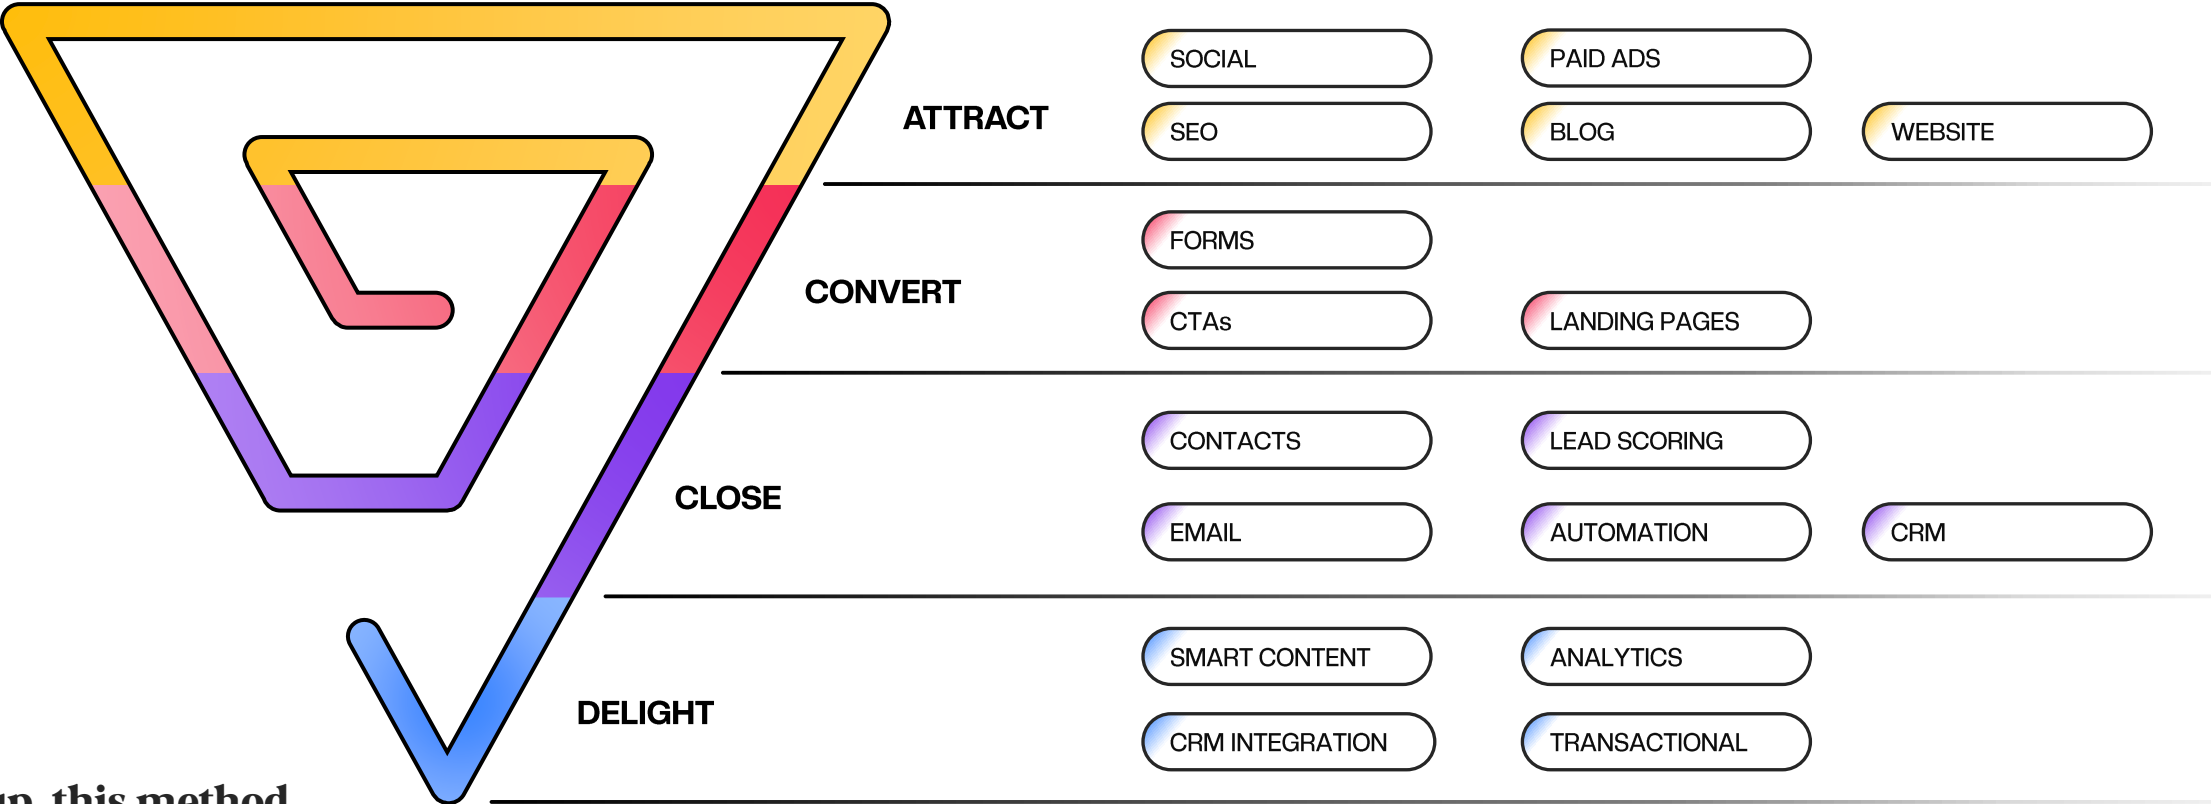 SOCIAL
PAID ADS
ATTRACT
SEO
BLOG
WEBSITE
FORMS
CONVERT
CTAs
LANDING PAGES
CONTACTS
LEAD SCORING
CLOSE
EMAIL
AUTOMATION
CRM
SMART CONTENT
ANALYTICS
DELIGHT
CRM INTEGRATION
TRANSACTIONAL
up, this method